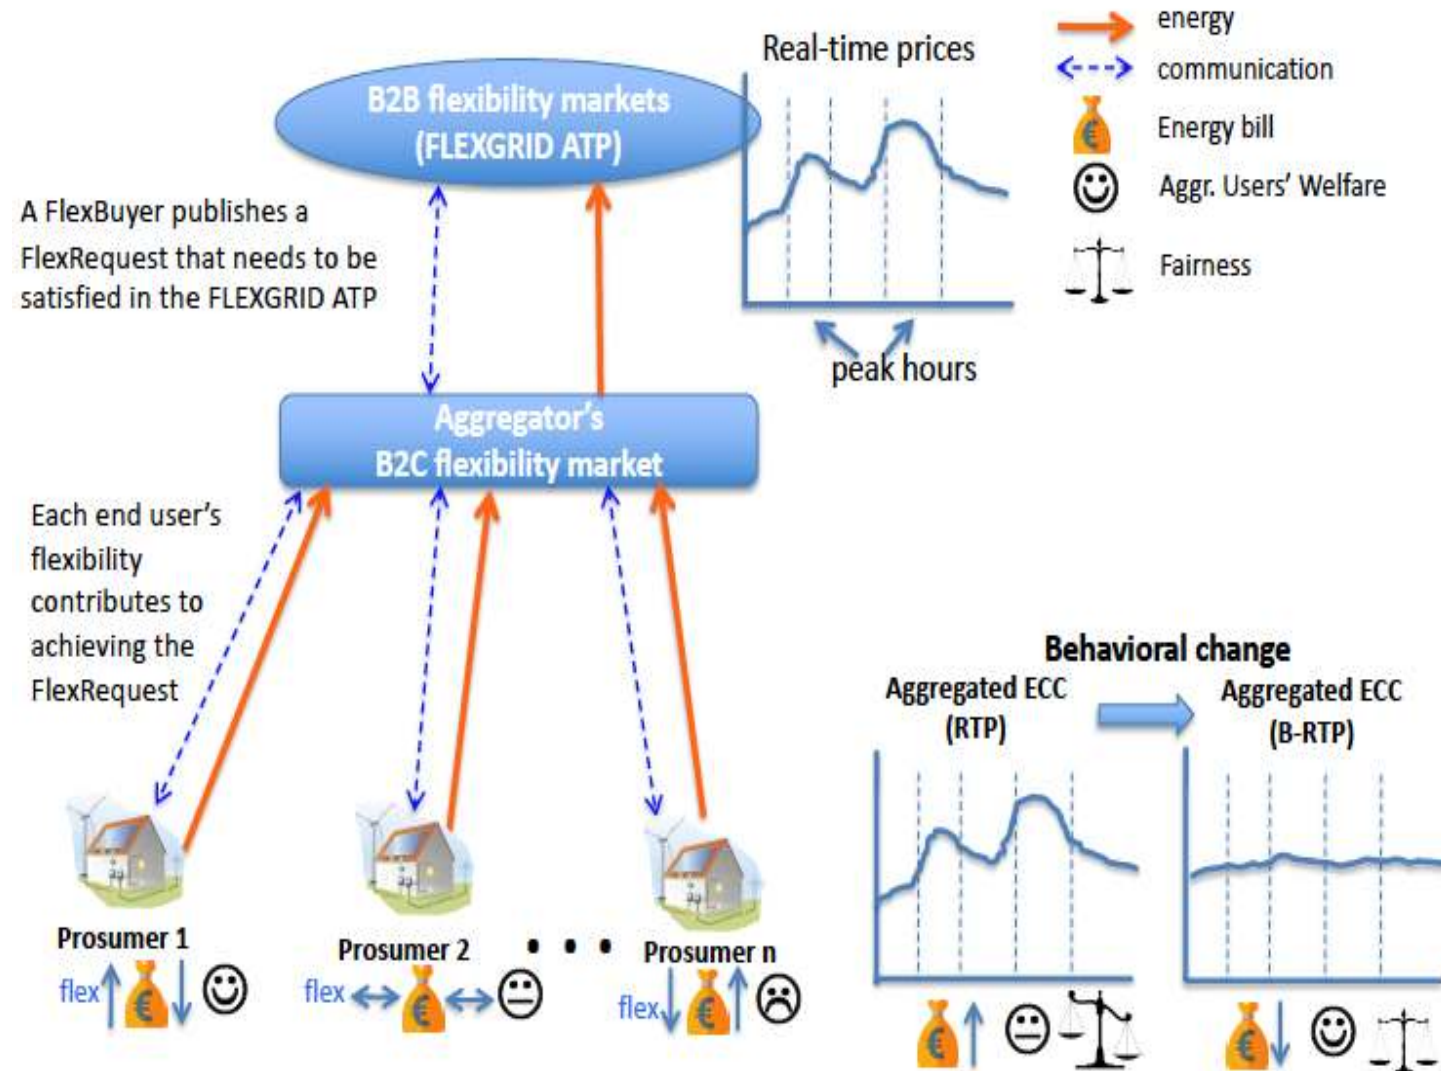 energy
communication
Energy bill
Aggr. Users' Welfare
Fairness
Real-time prices
peak hours
B2B flexibility markets
(FLEXGRID ATP)
A FlexBuyer publishes a
FlexRequest that needs to be
satisfied in the FLEXGRID ATP
Aggregator's
B2C flexibility market
Each end user's
flexibility
contributes to
achieving the
FlexRequest
Prosumer 1
flex
€
Prosumer 2
flex
€
• • •
Prosumer n
flex
€
Behavioral change
Aggregated ECC
(RTP)
Aggregated ECC
(B-RTP)
€
€
€